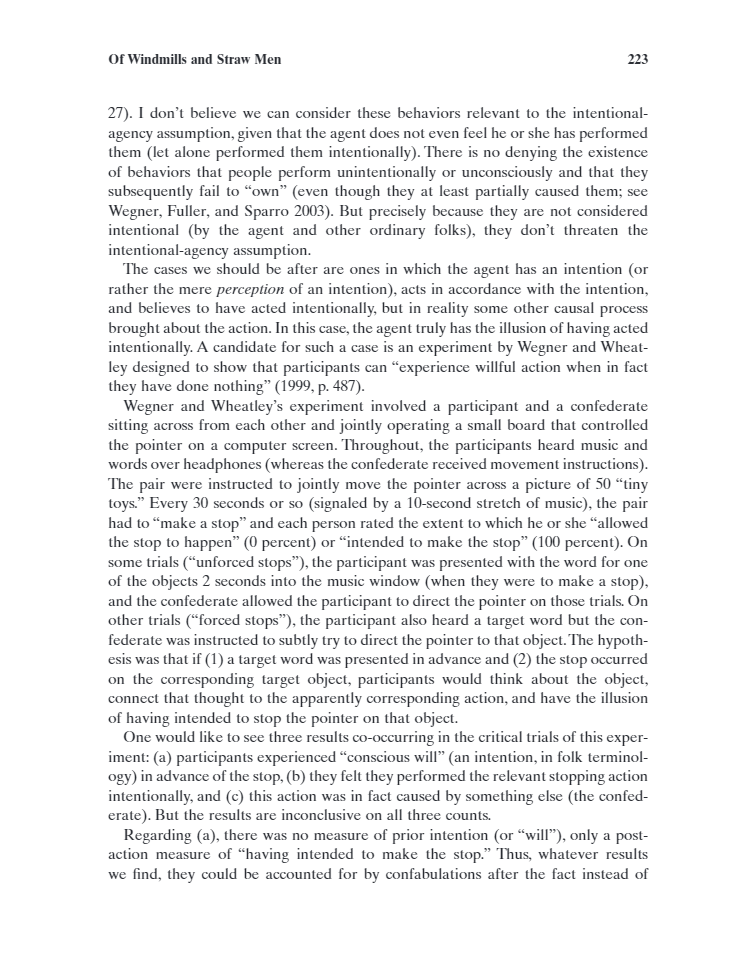 Of Windmills and Straw Men 223
27). I don’t believe we can consider these behaviors relevant to the intentional-
agency assumption, given that the agent does not even feel he or she has performed
them (let alone performed them intentionally). There is no denying the existence
of behaviors that people perform unintentionally or unconsciously and that they
subsequently fail to “own” (even though they at least partially caused them; see
Wegner, Fuller, and Sparro 2003). But precisely because they are not considered
intentional (by the agent and other ordinary folks), they don’t threaten the
intentional-agency assumption.
The cases we should be after are ones in which the agent has an intention (or
rather the mere perception of an intention), acts in accordance with the intention,
and believes to have acted intentionally, but in reality some other causal process
brought about the action. In this case, the agent truly has the illusion of having acted
intentionally. A candidate for such a case is an experiment by Wegner and Wheat-
ley designed to show that participants can “experience willful action when in fact
they have done nothing” (1999, p. 487).
Wegner and Wheatley’s experiment involved a participant and a confederate
sitting across from each other and jointly operating a small board that controlled
the pointer on a computer screen. Throughout, the participants heard music and
words over headphones (whereas the confederate received movement instructions).
The pair were instructed to jointly move the pointer across a picture of 50 “tiny
toys.” Every 30 seconds or so (signaled by a 10-second stretch of music), the pair
had to “make a stop” and each person rated the extent to which he or she “allowed
the stop to happen” (0 percent) or “intended to make the stop” (100 percent). On
some trials (“unforced stops”), the participant was presented with the word for one
of the objects 2 seconds into the music window (when they were to make a stop),
and the confederate allowed the participant to direct the pointer on those trials. On
other trials (“forced stops”), the participant also heard a target word but the con-
federate was instructed to subtly try to direct the pointer to that object. The hypoth-
esis was that if (1) a target word was presented in advance and (2) the stop occurred
on the corresponding target object, participants would think about the object,
connect that thought to the apparently corresponding action, and have the illusion
of having intended to stop the pointer on that object.
One would like to see three results co-occurring in the critical trials of this exper-
iment: (a) participants experienced “conscious will” (an intention, in folk terminol-
ogy) in advance of the stop, (b) they felt they performed the relevant stopping action
intentionally, and (c) this action was in fact caused by something else (the confed-
erate). But the results are inconclusive on all three counts.
Regarding (a), there was no measure of prior intention (or “will”), only a post-
action measure of “having intended to make the stop.” Thus, whatever results
we find, they could be accounted for by confabulations after the fact instead of